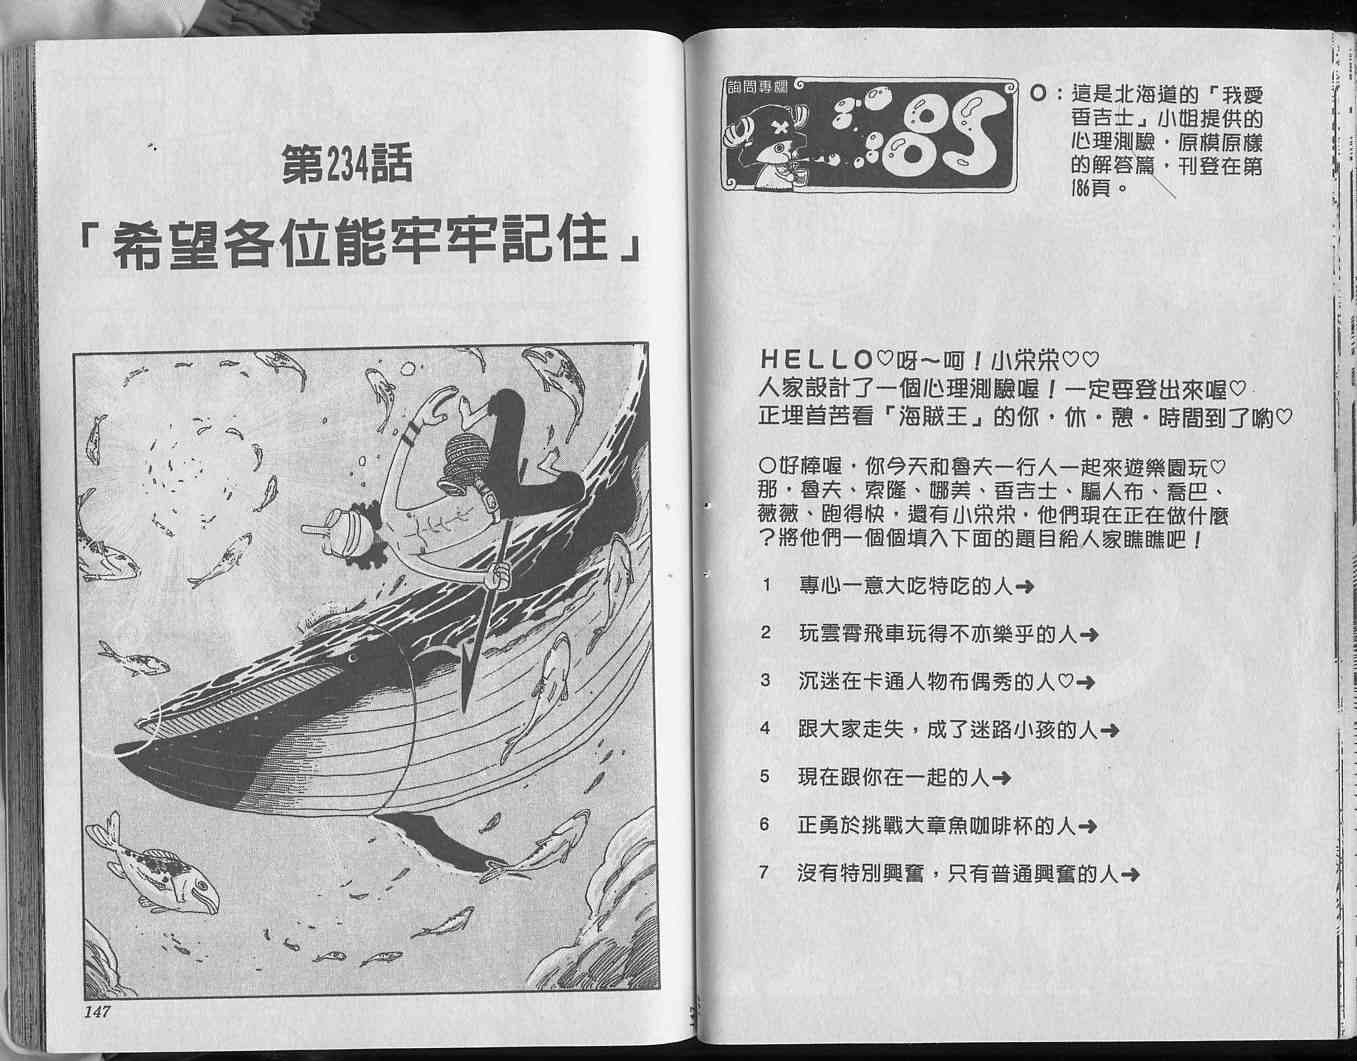 第234話
「希望各位能牢牢記住」
147
詢問專欄
SBS
O：這是北海道的「我愛
香吉士」小姐提供的
心理測驗，原模原樣
的解答篇，刊登在第
186頁。
HELLO♡呀～呵！小栄栄♡♡
人家設計了一個心理測驗喔！一定要登出來喔♡
正埋首苦看「海賊王」的你，休・憩・時間到了喲♡
○好棒喔，你今天和魯夫一行人一起來遊樂園玩♡
那，魯夫、索隆、娜美、香吉士、騙人布、喬巴、
薇薇、跑得快，還有小栄栄，他們現在正在做什麼
？將他們一個個填入下面的題目給人家瞧瞧吧！
1 專心一意大吃特吃的人➜
2 玩雲霄飛車玩得不亦樂乎的人➜
3 沉迷在卡通人物布偶秀的人♡➜
4 跟大家走失，成了迷路小孩的人➜
5 現在跟你在一起的人➜
6 正勇於挑戰大章魚咖啡杯的人➜
7 沒有特別興奮，只有普通興奮的人➜